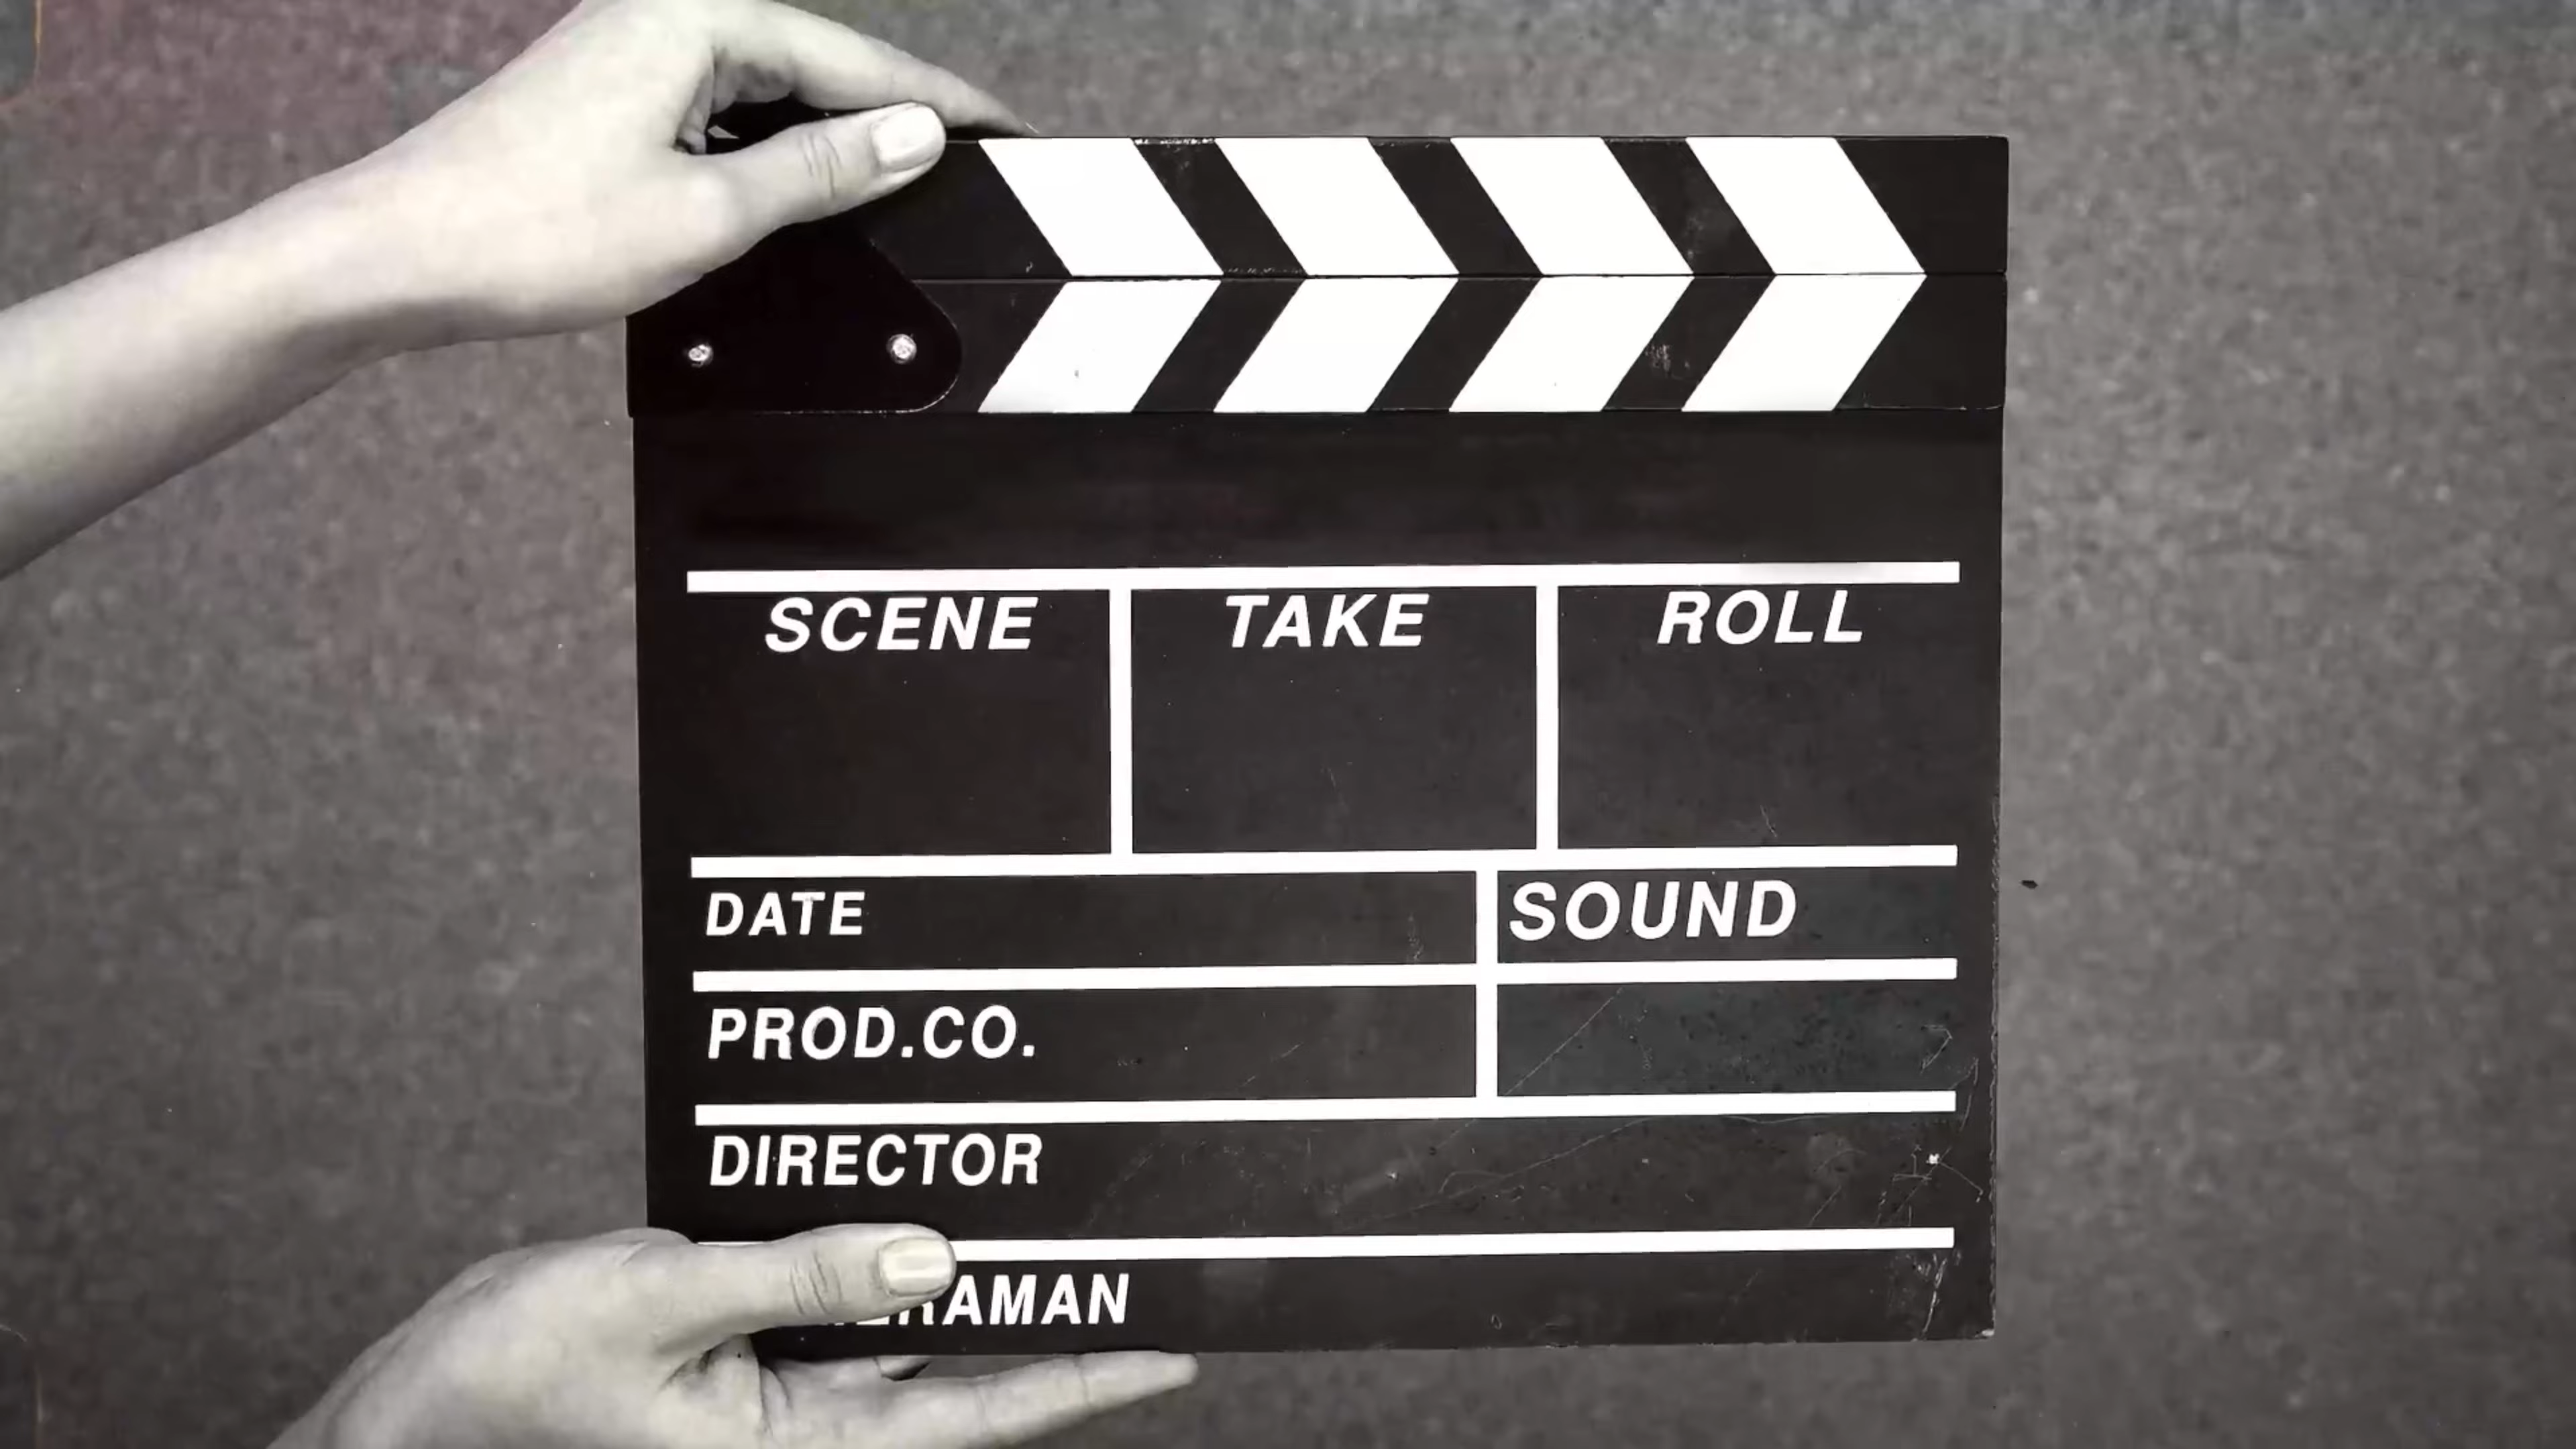 SCENE TAKE ROLL
DATE SOUND
PROD.CO.
DIRECTOR